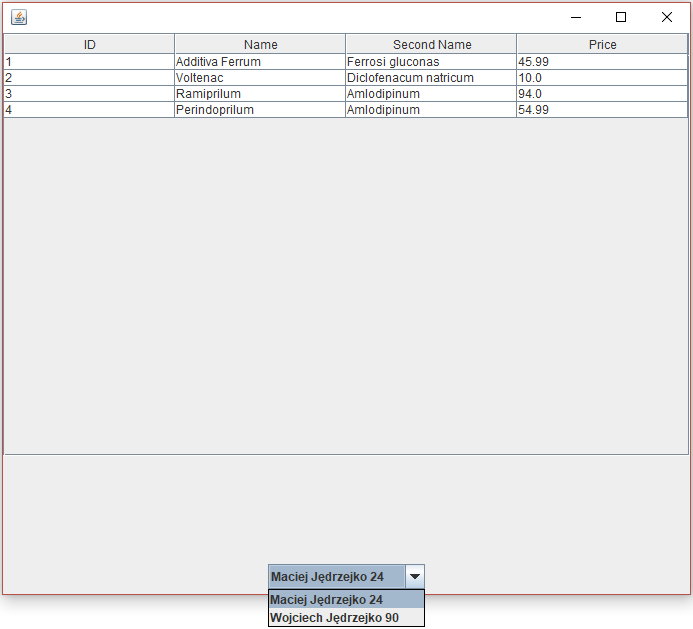 ID Name Second Name Price
1 Additiva Ferrum Ferrosi gluconas 45.99
2 Voltenac Diclofenacum natricum 10.0
3 Ramiprilum Amlodipinum 94.0
4 Perindoprilum Amlodipinum 54.99
Maciej Jędrzejko 24
Maciej Jędrzejko 24
Wojciech Jędrzejko 90